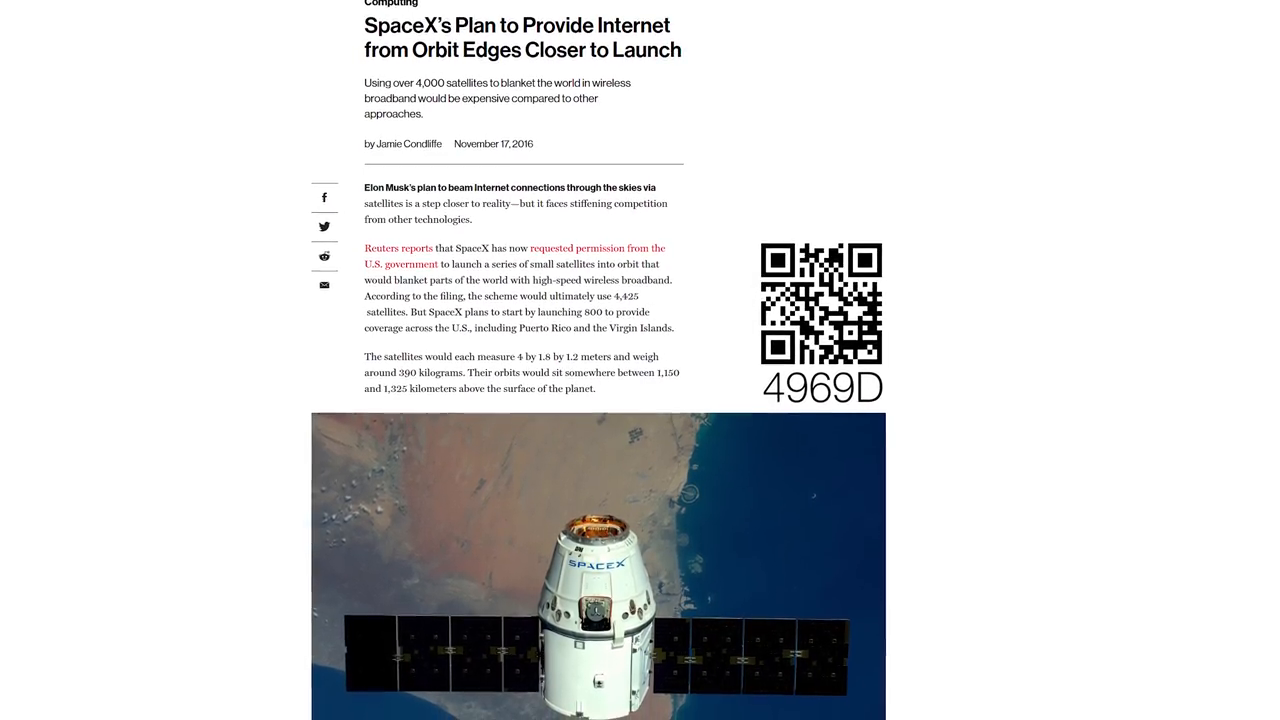 Computing
SpaceX's Plan to Provide Internet
from Orbit Edges Closer to Launch
Using over 4,000 satellites to blanket the world in wireless
broadband would be expensive compared to other
approaches.
by Jamie Condliffe November 17, 2016
Elon Musk's plan to beam Internet connections through the skies via
satellites is a step closer to reality—but it faces stiffening competition
from other technologies.
Reuters reports that SpaceX has now requested permission from the
U.S. government to launch a series of small satellites into orbit that
would blanket parts of the world with high-speed wireless broadband.
According to the filing, the scheme would ultimately use 4,425
satellites. But SpaceX plans to start by launching 800 to provide
coverage across the U.S., including Puerto Rico and the Virgin Islands.
The satellites would each measure 4 by 1.8 by 1.2 meters and weigh
around 390 kilograms. Their orbits would sit somewhere between 1,150
and 1,325 kilometers above the surface of the planet.
4969D
SPACEX